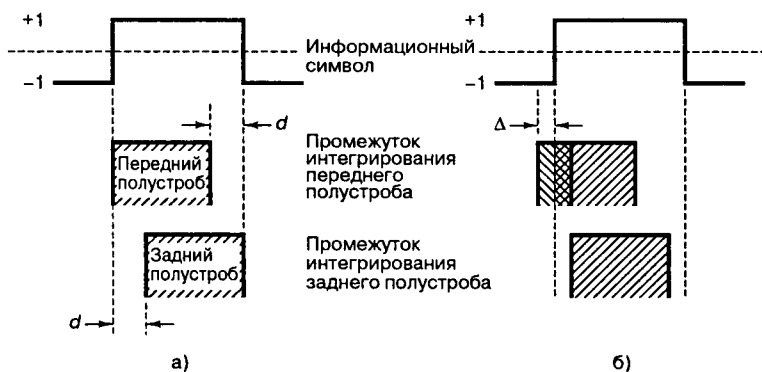 +1
−1
Информационный
символ
+1
−1
d
Δ
Передний
полустроб
Промежуток
интегрирования
переднего
полустроба
Задний
полустроб
Промежуток
интегрирования
заднего полустроба
d
а)
б)